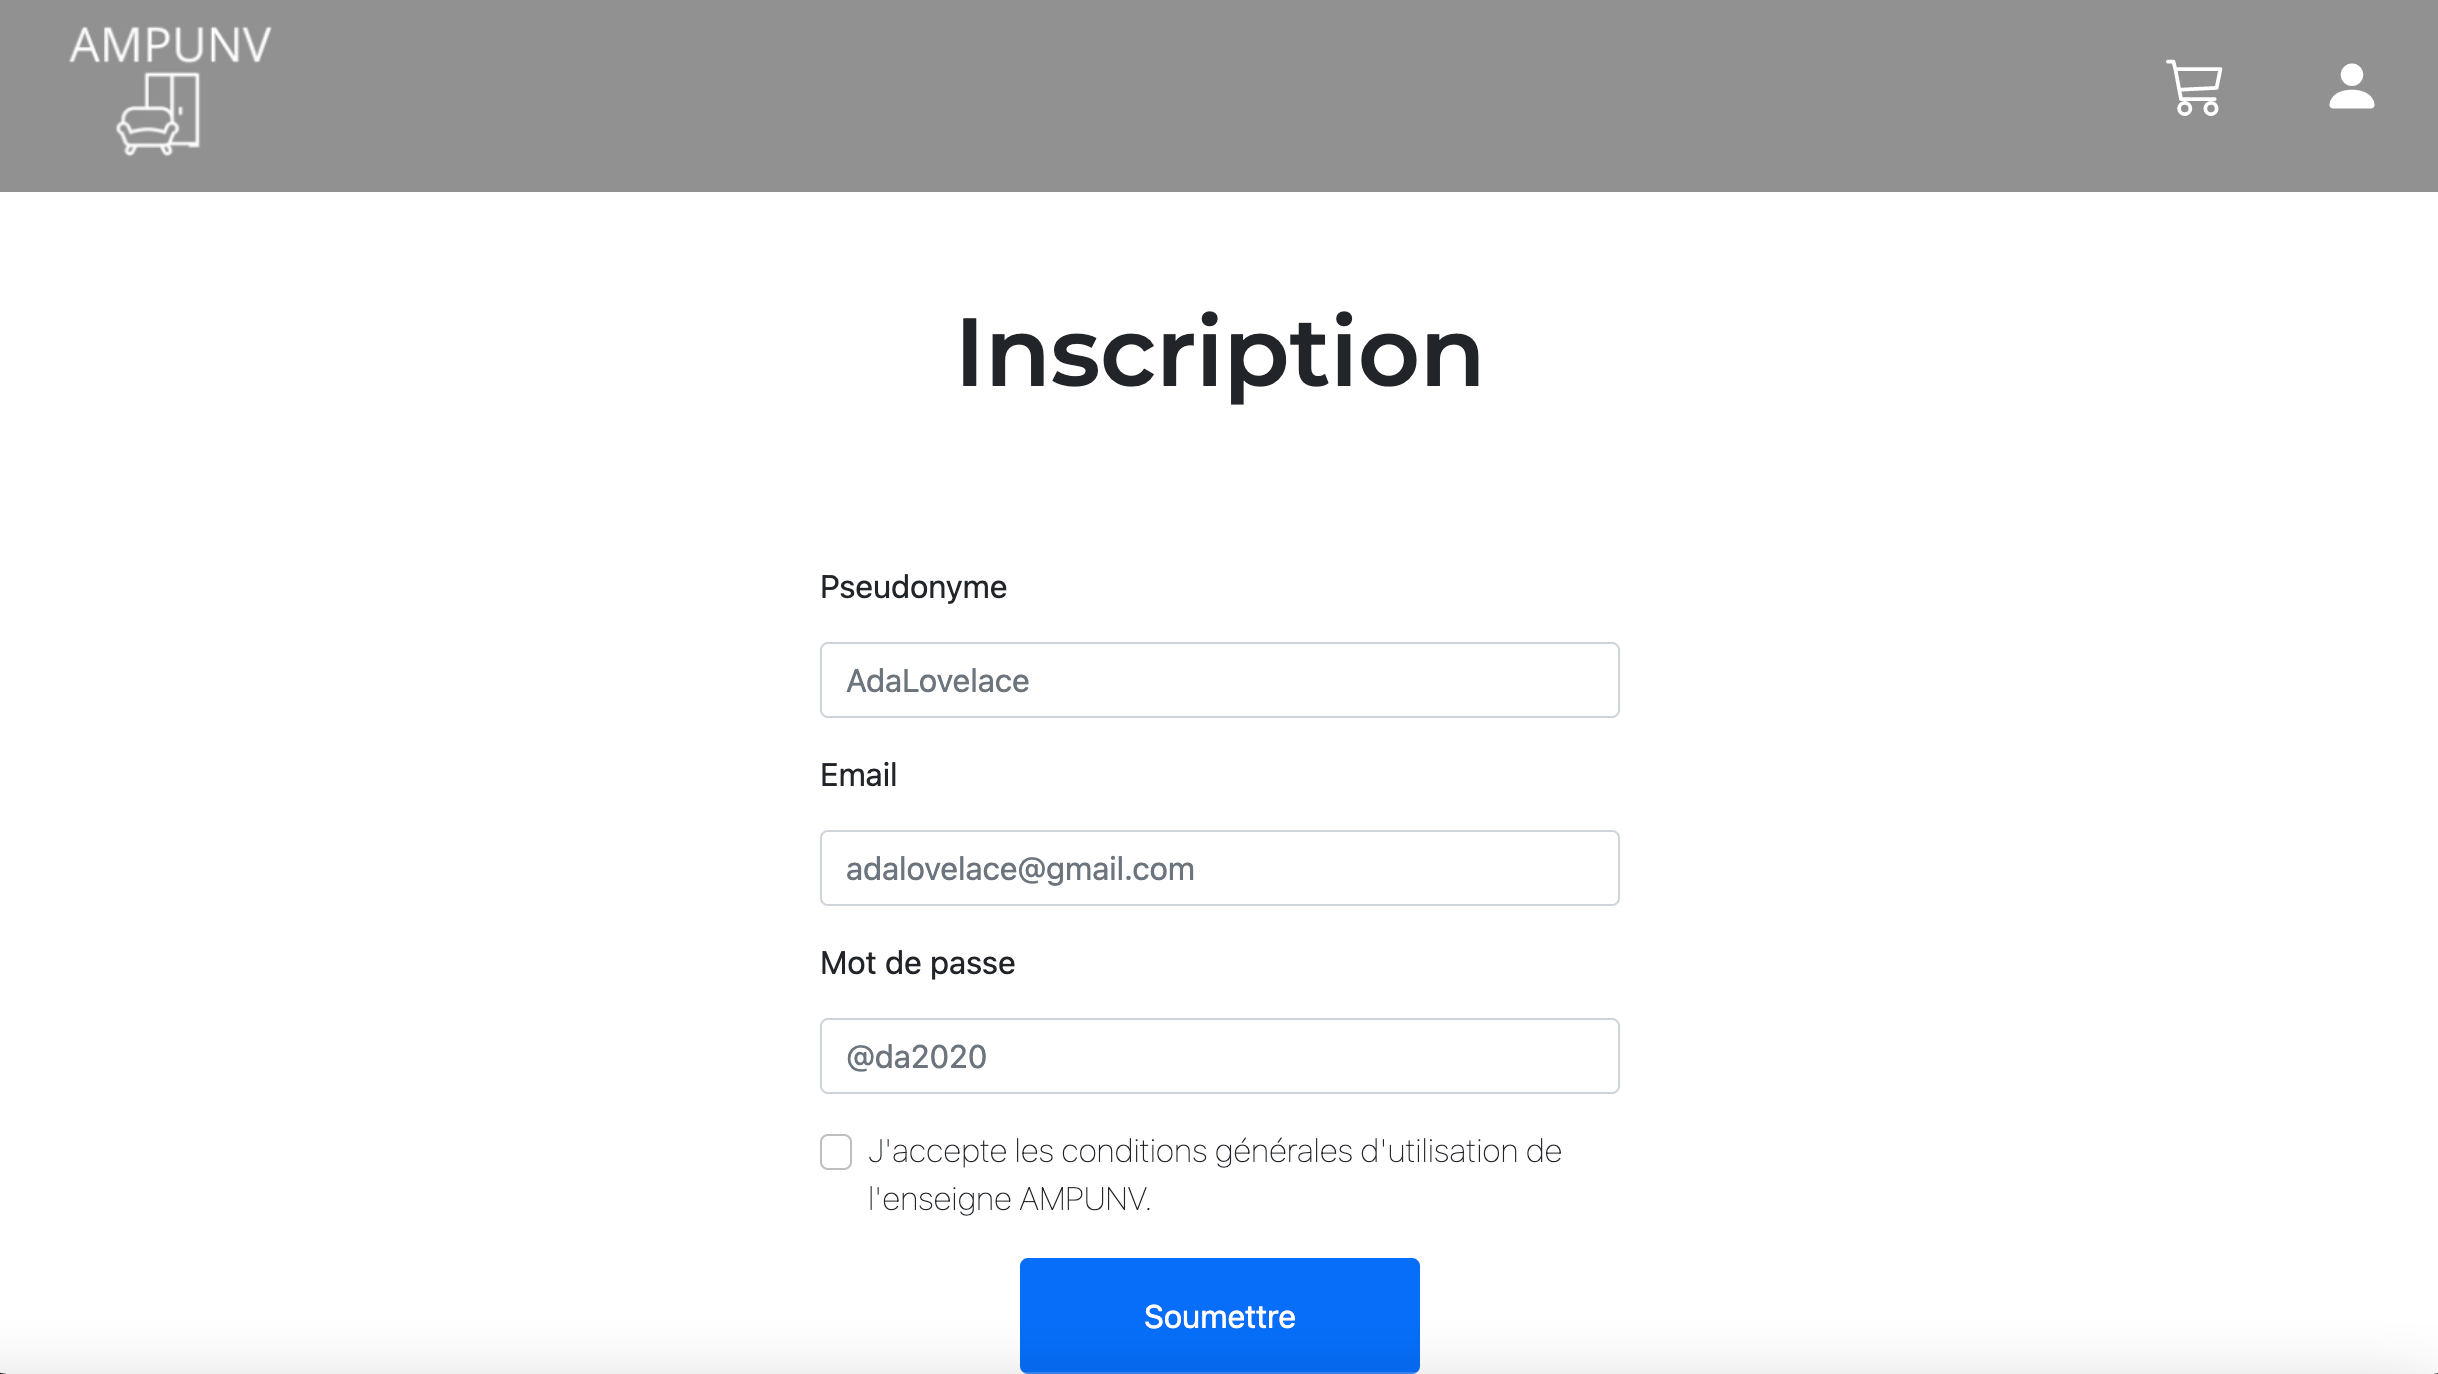 AMPUNV
Inscription
Pseudonyme
AdaLovelace
Email
adalovelace@gmail.com
Mot de passe
@da2020
J'accepte les conditions générales d'utilisation de
l'enseigne AMPUNV.
Soumettre